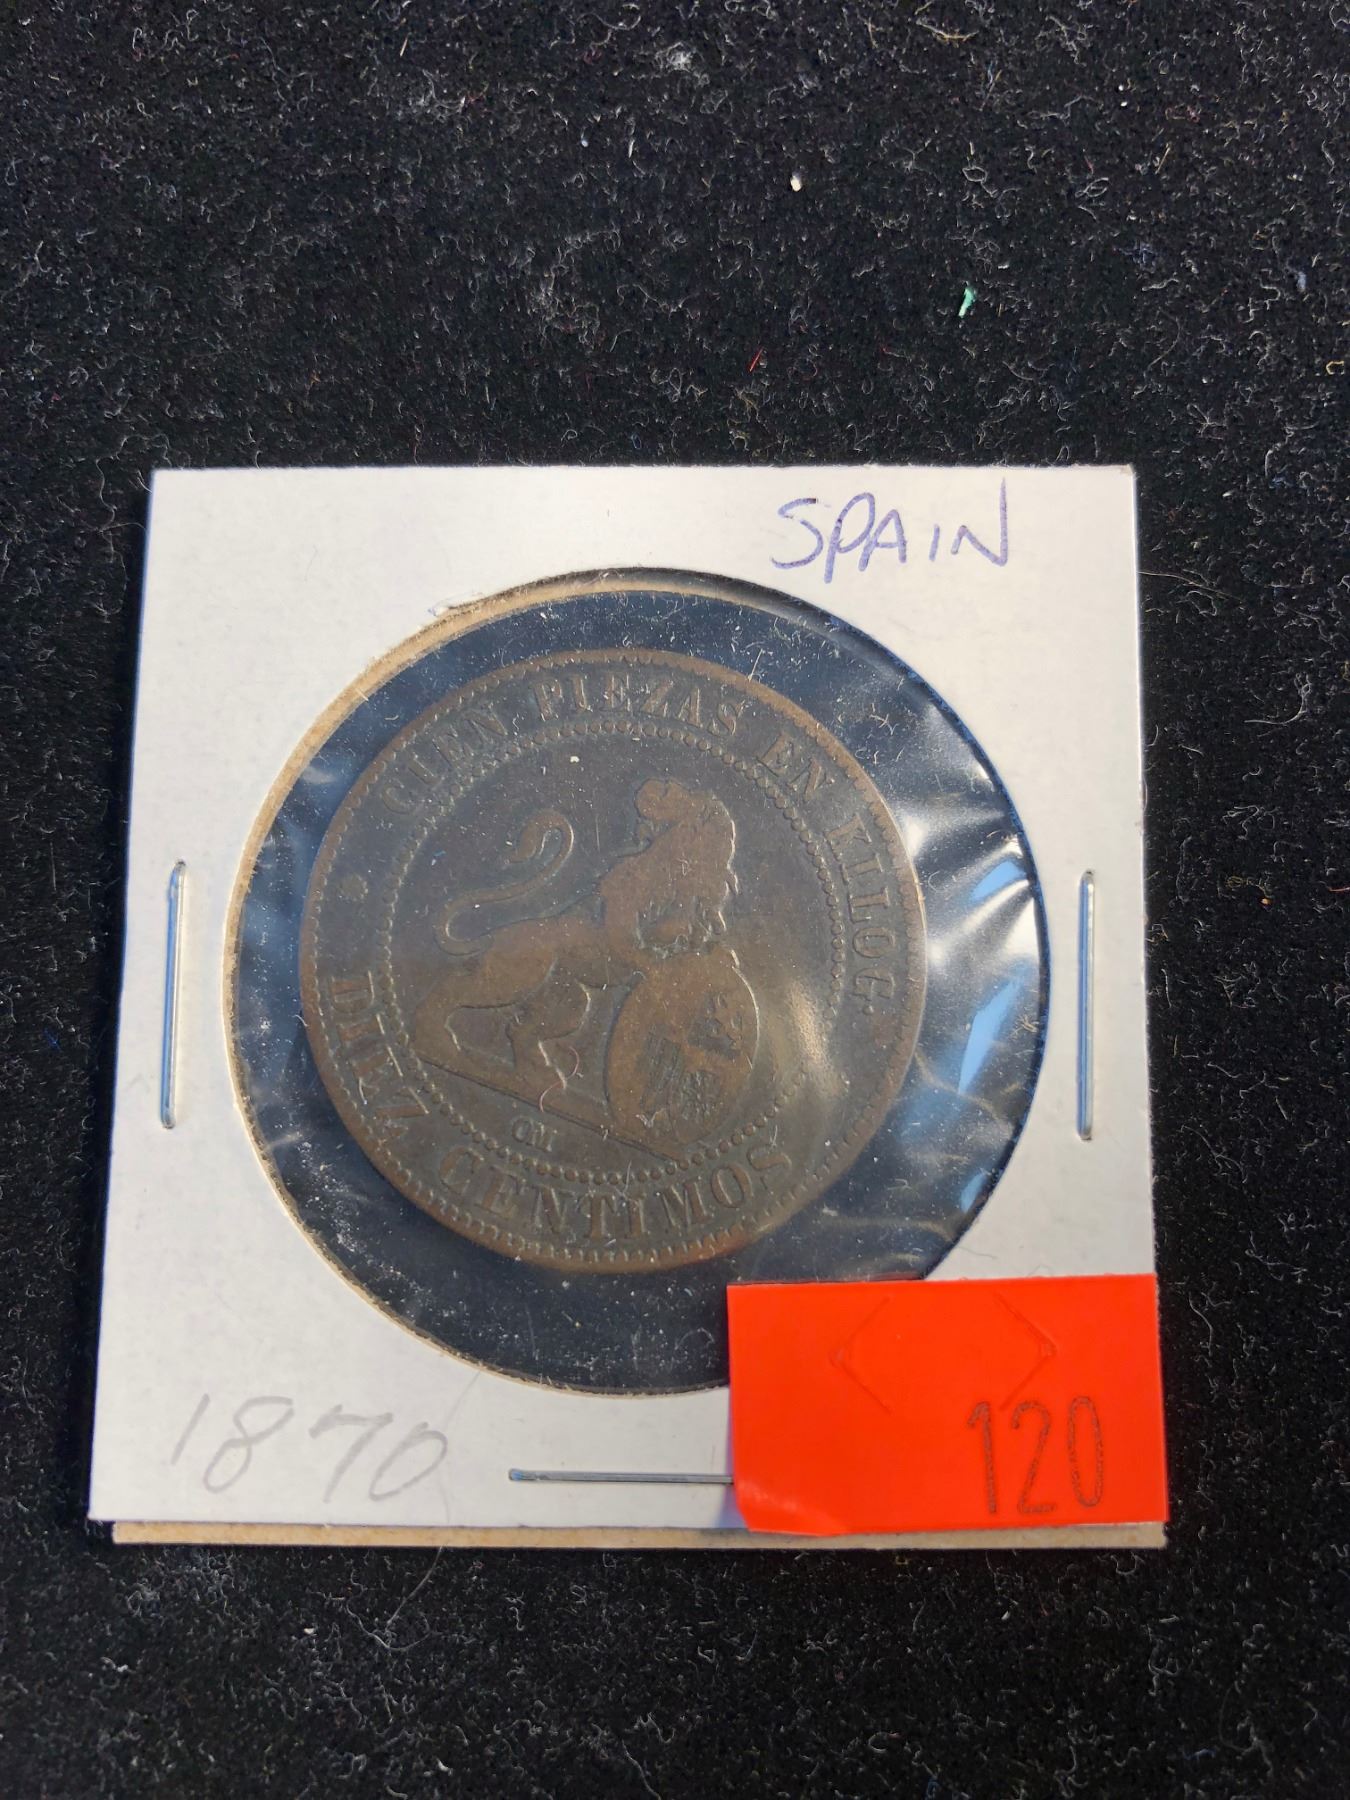 SPAIN
CIEN PIEZAS EN KILOG.
DIEZ CENTIMOS
OM
1870
120